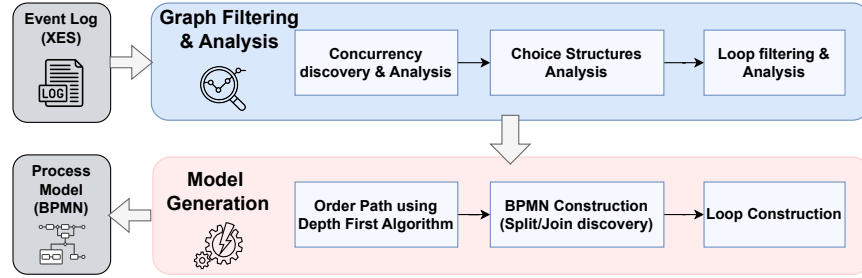 Event Log
(XES)
LOG
Graph Filtering
& Analysis
Concurrency
discovery & Analysis
Choice Structures
Analysis
Loop filtering &
Analysis
Process
Model
(BPMN)
Model
Generation
Order Path using
Depth First Algorithm
BPMN Construction
(Split/Join discovery)
Loop Construction